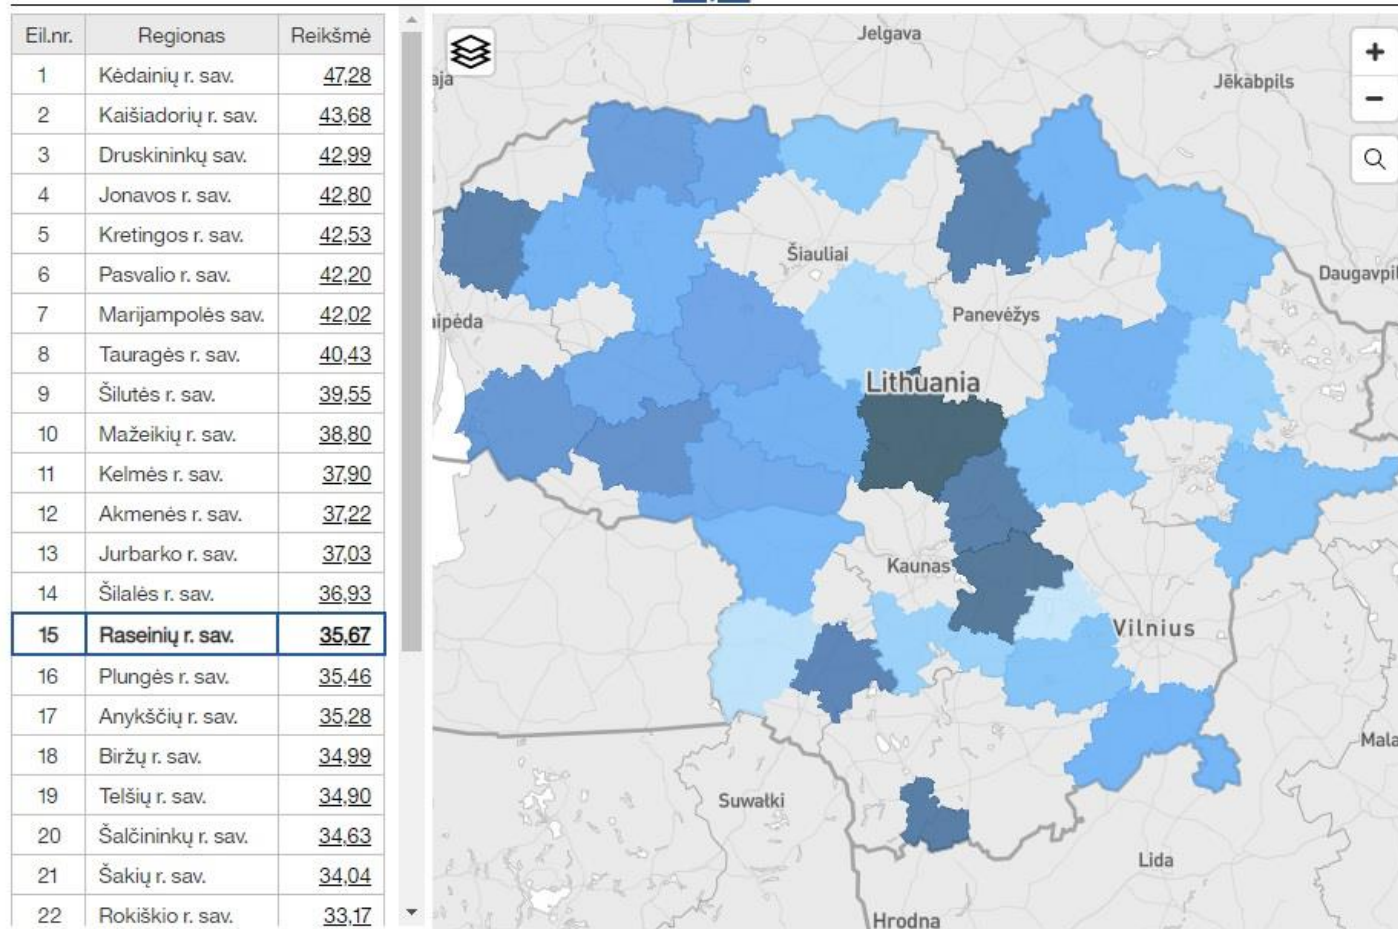 Eil.nr. Regionas Reikšmė
1 Kėdainių r. sav. 47,28
2 Kaišiadorių r. sav. 43,68
3 Druskininkų sav. 42,99
4 Jonavos r. sav. 42,80
5 Kretingos r. sav. 42,53
6 Pasvalio r. sav. 42,20
7 Marijampolės sav. 42,02
8 Tauragės r. sav. 40,43
9 Šilutės r. sav. 39,55
10 Mažeikių r. sav. 38,80
11 Kelmės r. sav. 37,90
12 Akmenės r. sav. 37,22
13 Jurbarko r. sav. 37,03
14 Šilalės r. sav. 36,93
15 Raseinių r. sav. 35,67
16 Plungės r. sav. 35,46
17 Anykščių r. sav. 35,28
18 Biržų r. sav. 34,99
19 Telšių r. sav. 34,90
20 Šalčininkų r. sav. 34,63
21 Šakių r. sav. 34,04
22 Rokiškio r. sav. 33,17
Jelgava
+
aja
Jēkabpils
−
Šiauliai
Daugavpil
ipėda
Panevėžys
Lithuania
Kaunas
Vilnius
Mala
Suwałki
Lida
Hrodna